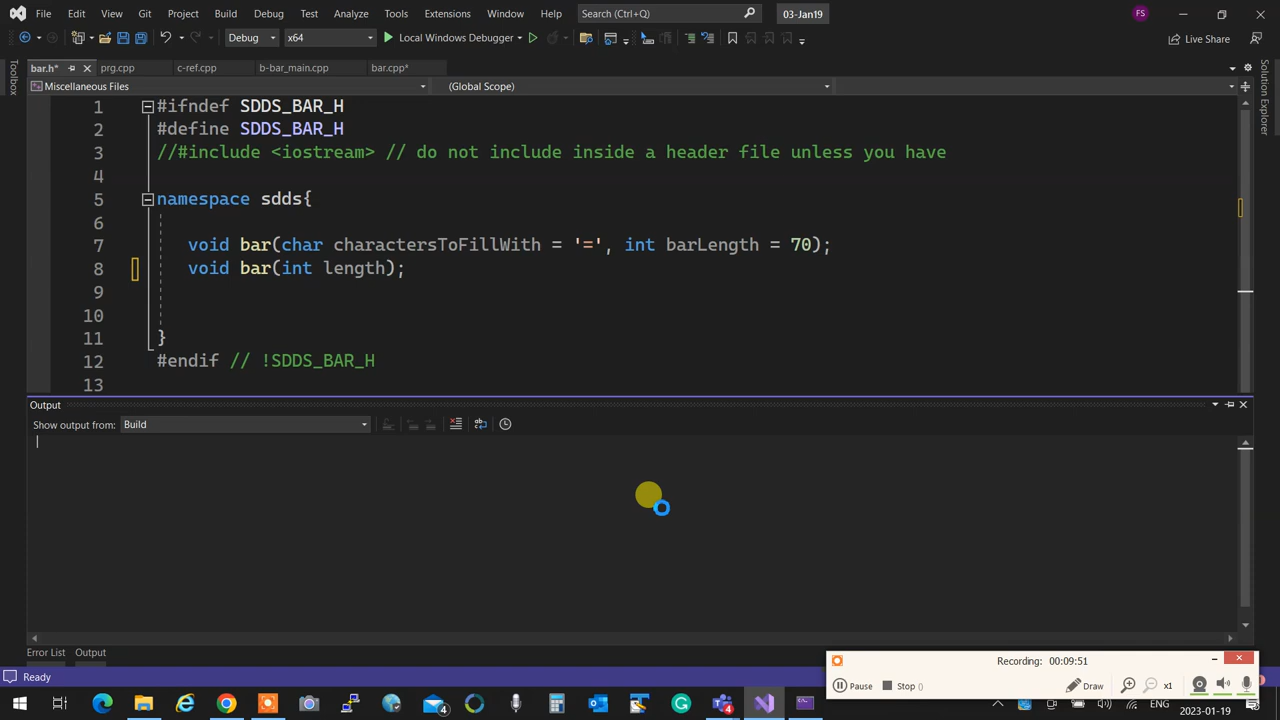 File Edit View Git Project Build Debug Test Analyze Tools Extensions Window Help Search (Ctrl+Q) 03-Jan19 FS
Debug x64 Local Windows Debugger Live Share
bar.h* prg.cpp c-ref.cpp b-bar_main.cpp bar.cpp*
Miscellaneous Files (Global Scope)
Toolbox
Solution Explorer
1 #ifndef SDDS_BAR_H
2 #define SDDS_BAR_H
3 //#include <iostream> // do not include inside a header file unless you have
4
5 namespace sdds{
6
7 void bar(char charactersToFillWith = '=', int barLength = 70);
8 void bar(int length);
9
10
11 }
12 #endif // !SDDS_BAR_H
13
Output
Show output from: Build
Error List Output
Ready
Recording: 00:09:51
Pause Stop () Draw x1
4 4 ENG
2023-01-19